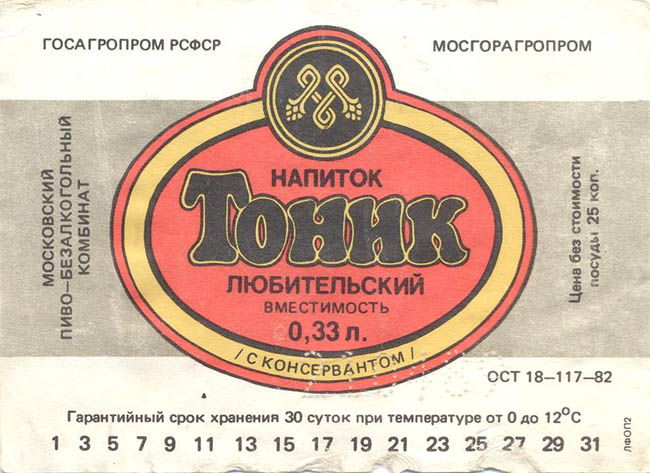 ГОСАГРОПРОМ РСФСР
МОСГОРАГРОПРОМ
МОСКОВСКИЙ
ПИВО—БЕЗАЛКОГОЛЬНЫЙ
КОМБИНАТ
НАПИТОК
ТОНИК
ЛЮБИТЕЛЬСКИЙ
ВМЕСТИМОСТЬ
0,33 л.
/ С КОНСЕРВАНТОМ /
Цена без стоимости
посуды 25 коп.
ОСТ 18—117—82
Гарантийный срок хранения 30 суток при температуре от 0 до 12°С
1 3 5 7 9 11 13 15 17 19 21 23 25 27 29 31
ЛФОП2